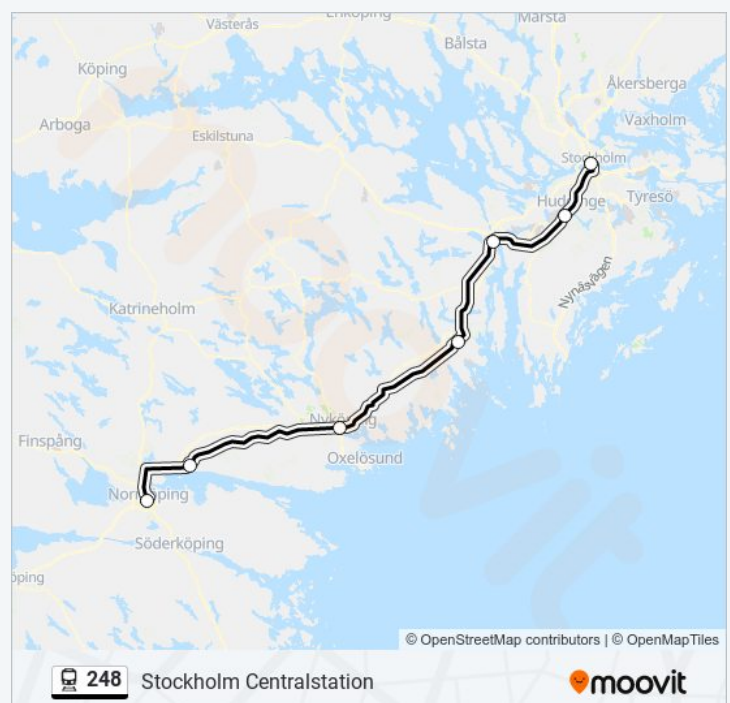 Västerås
Enköping
Märsta
Bålsta
Köping
Åkersberga
Arboga
Vaxholm
Eskilstuna
Stockholm
Huddinge
Tyresö
Nynäsvägen
Katrineholm
Nyköping
Finspång
Oxelösund
Norrköping
Söderköping
öping
© OpenStreetMap contributors | © OpenMapTiles
248 Stockholm Centralstation
moovit